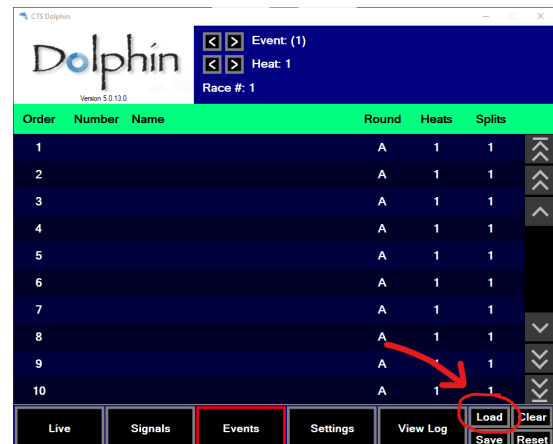 CTS Dolphin
Dolphin
Version 5.0.13.0
< > Event: (1)
< > Heat: 1
Race #: 1
Order Number Name Round Heats Splits
1 A 1 1
2 A 1 1
3 A 1 1
4 A 1 1
5 A 1 1
6 A 1 1
7 A 1 1
8 A 1
9 A 1 1
10 A 1 1
Live Signals Events Settings View Log Load Clear
Save Reset